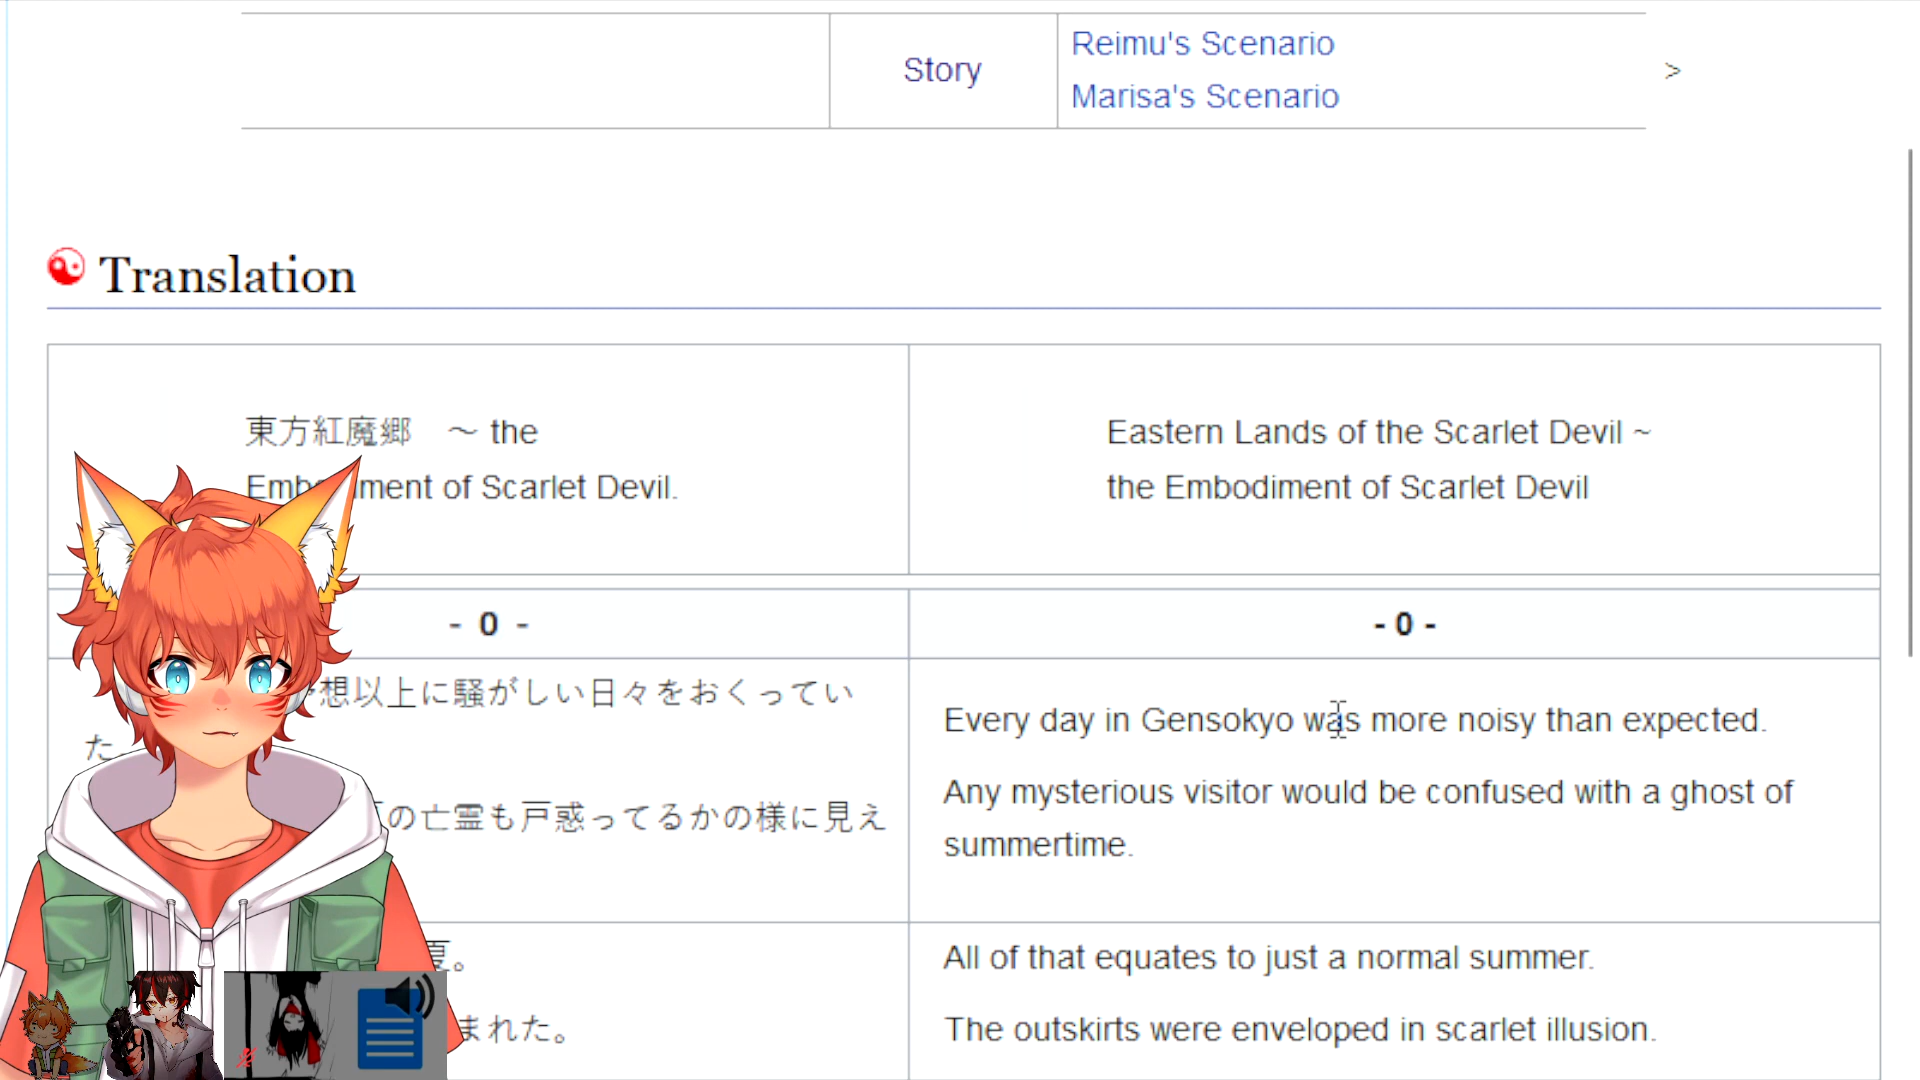 Story
Reimu's Scenario
Marisa's Scenario
>
Translation
東方紅魔郷 ～ the
Emb
ment of Scarlet Devil.
Eastern Lands of the Scarlet Devil ~
the Embodiment of Scarlet Devil
- 0 -
- 0 -
想以上に騒がしい日々をおくってい
た
の亡霊も戸惑ってるかの様に見え
Every day in Gensokyo was more noisy than expected.
Any mysterious visitor would be confused with a ghost of
summertime.
夏。
まれた。
All of that equates to just a normal summer.
The outskirts were enveloped in scarlet illusion.